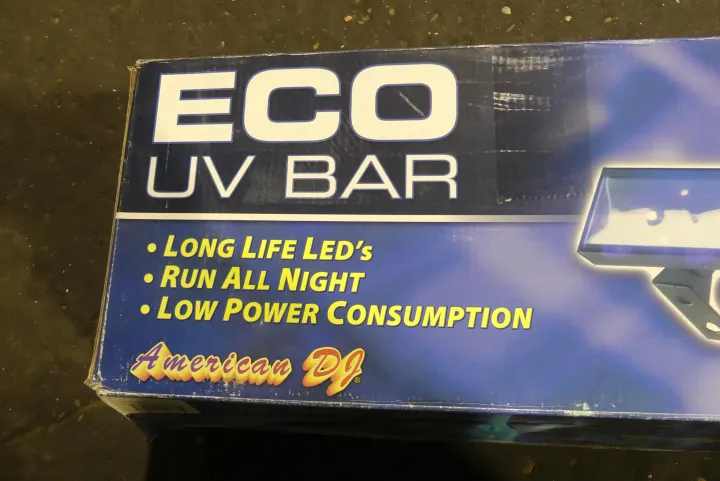 ECO
UV BAR
• LONG LIFE LED's
• RUN ALL NIGHT
• LOW POWER CONSUMPTION
American DJ®